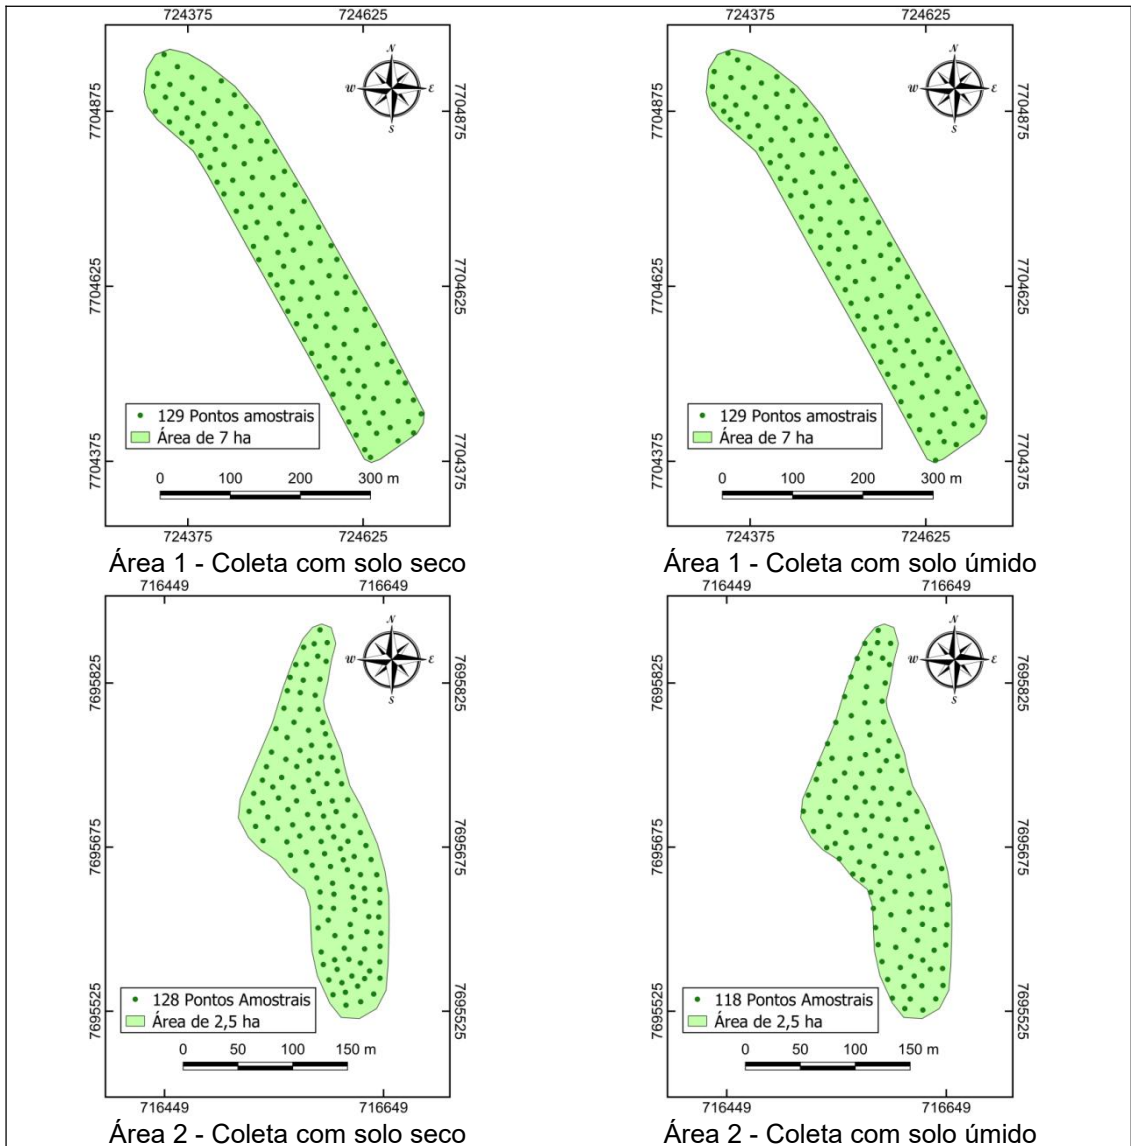 724375 724625
N
W E
S
7704875 7704875
7704625 7704625
7704375 7704375
129 Pontos amostrais
Área de 7 ha
0 100 200 300 m
724375 724625
Área 1 - Coleta com solo seco
724375 724625
N
W E
S
7704875 7704875
7704625 7704625
7704375 7704375
129 Pontos amostrais
Área de 7 ha
0 100 200 300 m
724375 724625
Área 1 - Coleta com solo úmido
716449 716649
N
W E
S
7695825 7695825
7695675 7695675
7695525 7695525
128 Pontos Amostrais
Área de 2,5 ha
0 50 100 150 m
716449 716649
Área 2 - Coleta com solo seco
716449 716649
N
W E
S
7695825 7695825
7695675 7695675
7695525 7695525
118 Pontos Amostrais
Área de 2,5 ha
0 50 100 150 m
716449 716649
Área 2 - Coleta com solo úmido